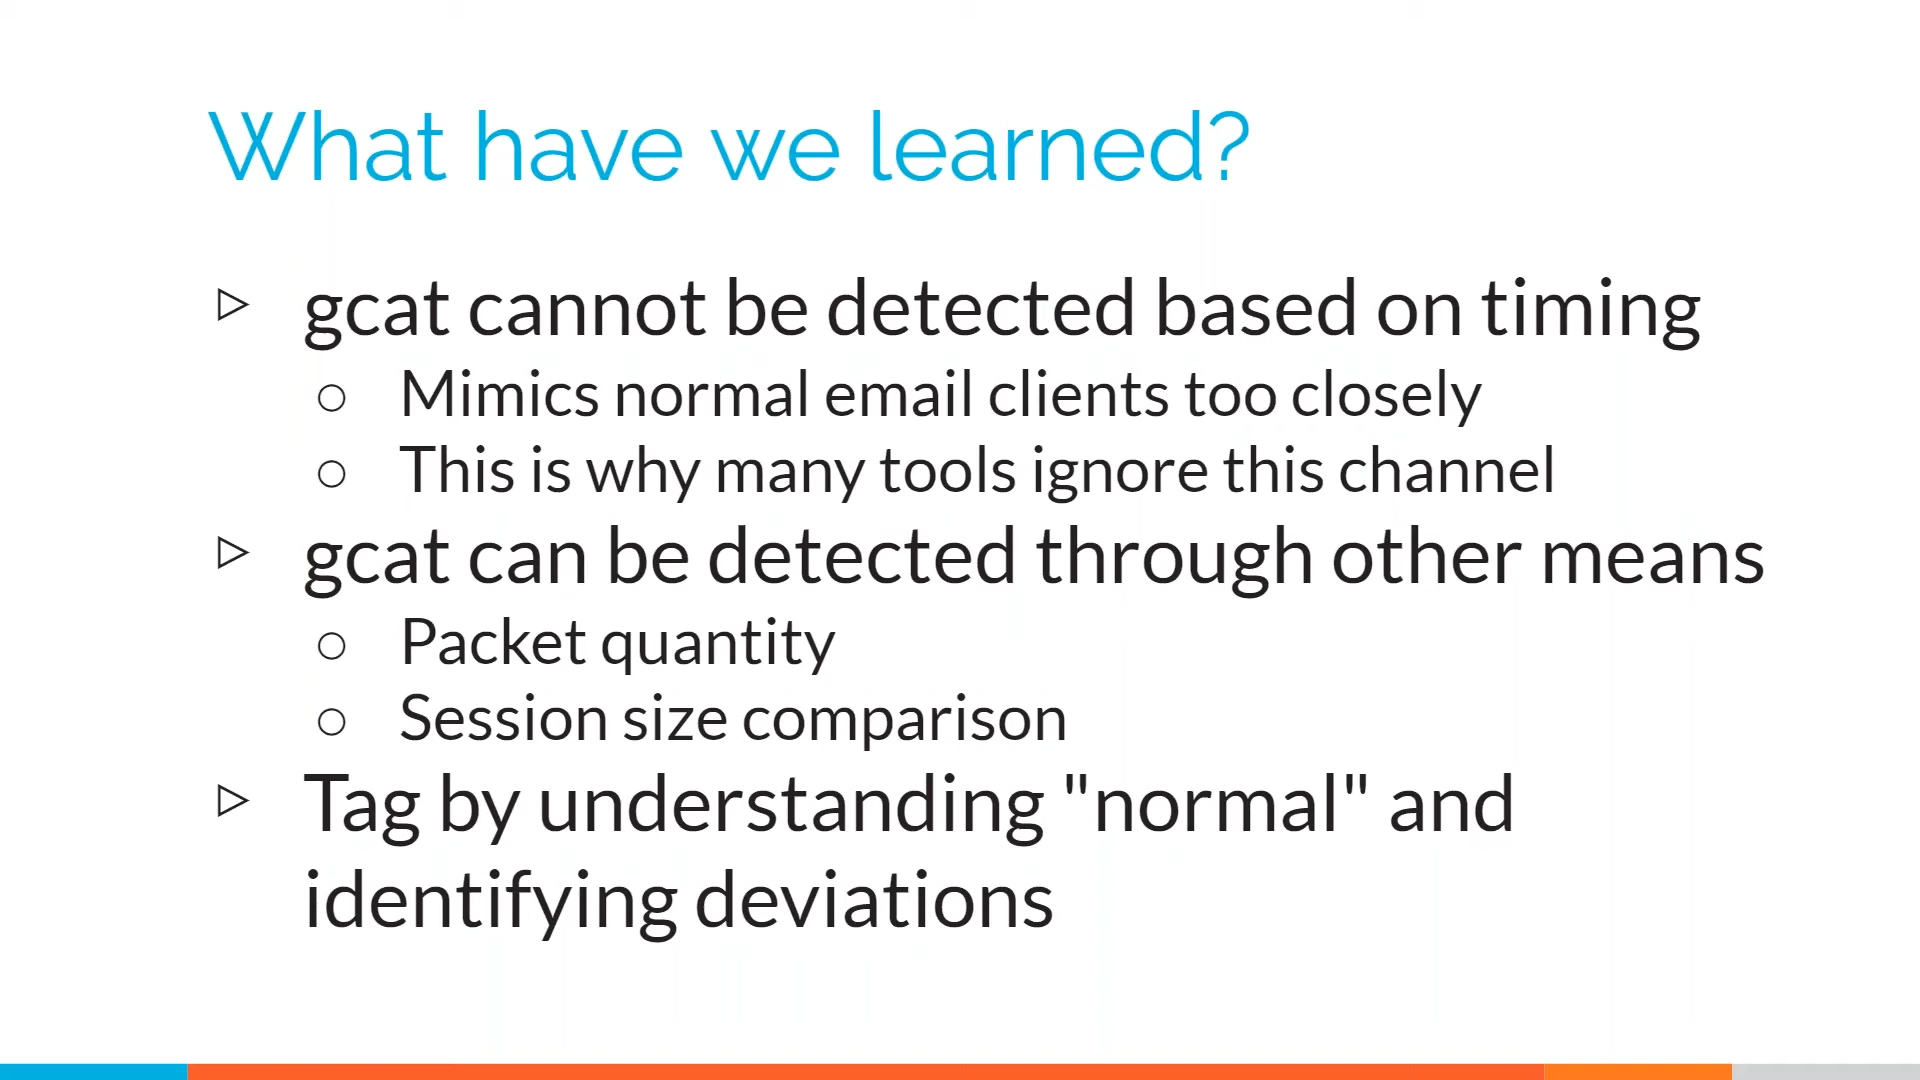 What have we learned?
▷ gcat cannot be detected based on timing
○ Mimics normal email clients too closely
○ This is why many tools ignore this channel
▷ gcat can be detected through other means
○ Packet quantity
○ Session size comparison
▷ Tag by understanding "normal" and
identifying deviations